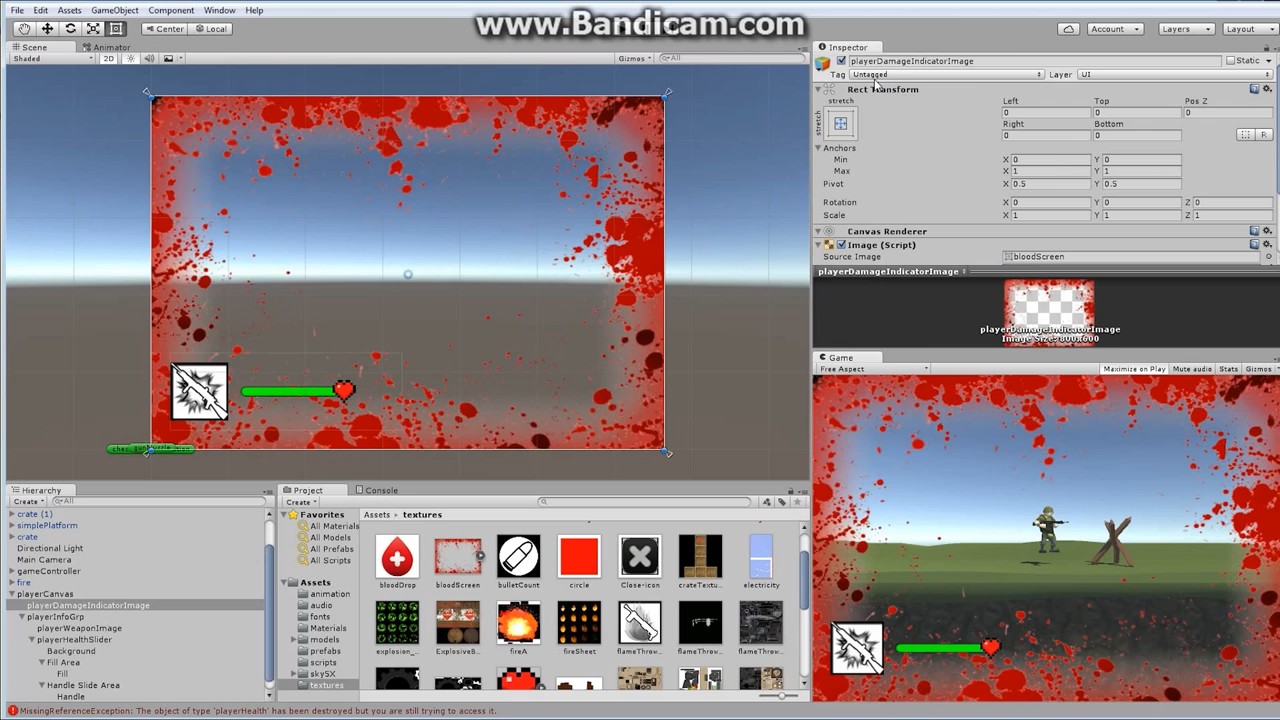 www.Bandicam.com
File Edit Assets GameObject Component Window Help
Center Local
Account Layers Layout
Scene Animator
Shaded 2D Gizmos All
Inspector
playerDamageIndicatorImage Static
Tag Untagged Layer UI
Rect Transform
stretch Left Top Pos Z
stretch 0 0 0
Right Bottom
0 0 R
Anchors
Min X 0 Y 0
Max X 1 Y 1
Pivot X 0.5 Y 0.5
Rotation X 0 Y 0 Z 0
Scale X 1 Y 1 Z 1
Canvas Renderer
Image (Script)
Source Image bloodScreen
playerDamageIndicatorImage
playerDamageIndicatorImage
Image Size: 800x600
Game
Free Aspect Maximize on Play Mute audio Stats Gizmos
Hierarchy
Create All
crate (1)
simplePlatform
crate
Directional Light
Main Camera
gameController
fire
playerCanvas
playerDamageIndicatorImage
playerInfoGrp
playerWeaponImage
playerHealthSlider
Background
Fill Area
Fill
Handle Slide Area
Handle
Project Console
Create
Favorites
All Materials
All Models
All Prefabs
All Scripts
Assets
animation
audio
fonts
Materials
models
prefabs
scripts
sky5X
textures
Assets textures
bloodDrop bloodScreen bulletCount circle Close-icon crateTextu... electricity
explosion_... ExplosiveB... fireA fireSheet flameThrow... flameThrow... flameThrow...
MissingReferenceException: The object of type 'playerHealth' has been destroyed but you are still trying to access it.